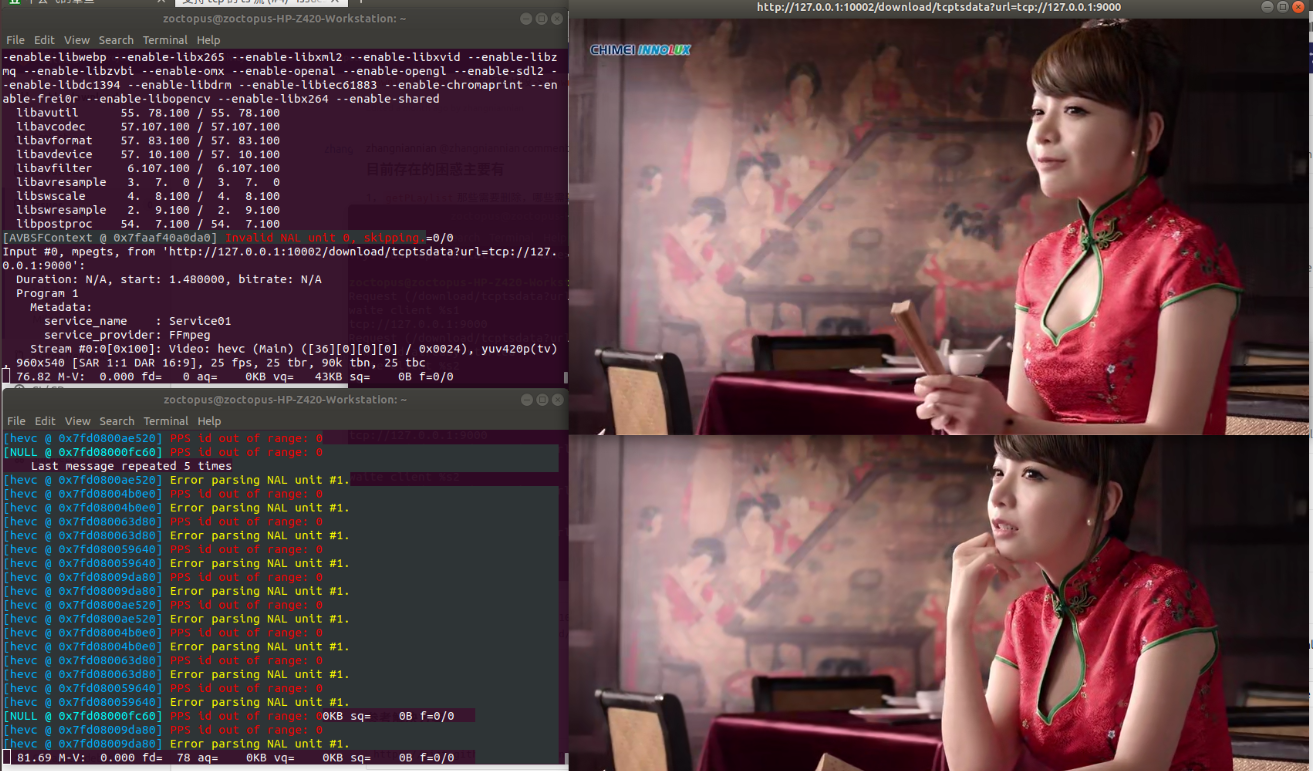 zoctopus@zoctopus-HP-Z420-Workstation: ~
File Edit View Search Terminal Help
-enable-libwebp --enable-libx265 --enable-libxml2 --enable-libxvid --enable-libz
mq --enable-libzvbi --enable-omx --enable-openal --enable-opengl --enable-sdl2 -
-enable-libdc1394 --enable-libdrm --enable-libiec61883 --enable-chromaprint --en
able-frei0r --enable-libopencv --enable-libx264 --enable-shared
libavutil 55. 78.100 / 55. 78.100
libavcodec 57.107.100 / 57.107.100
libavformat 57. 83.100 / 57. 83.100
libavdevice 57. 10.100 / 57. 10.100
libavfilter 6.107.100 / 6.107.100
libavresample 3. 7. 0 / 3. 7. 0
libswscale 4. 8.100 / 4. 8.100
libswresample 2. 9.100 / 2. 9.100
libpostproc 54. 7.100 / 54. 7.100
[AVBSFContext @ 0x7faaf40a0da0] Invalid NAL unit 0, skipping.=0/0
Input #0, mpegts, from 'http://127.0.0.1:10002/download/tcptsdata?url=tcp://127.
0.0.1:9000':
Duration: N/A, start: 1.480000, bitrate: N/A
Program 1
Metadata:
service_name : Service01
service_provider: FFmpeg
Stream #0:0[0x100]: Video: hevc (Main) ([36][0][0][0] / 0x0024), yuv420p(tv)
, 960x540 [SAR 1:1 DAR 16:9], 25 fps, 25 tbr, 90k tbn, 25 tbc
76.82 M-V: 0.000 fd= 0 aq= 0KB vq= 43KB sq= 0B f=0/0
目前存在的困惑主要有
zoctopus@zoctopus-HP-Z420-Workstation: ~
File Edit View Search Terminal Help
[hevc @ 0x7fd0800ae520] PPS id out of range: 0
[NULL @ 0x7fd08000fc60] PPS id out of range: 0
Last message repeated 5 times
[hevc @ 0x7fd0800ae520] Error parsing NAL unit #1.
[hevc @ 0x7fd08004b0e0] PPS id out of range: 0
[hevc @ 0x7fd08004b0e0] Error parsing NAL unit #1.
[hevc @ 0x7fd080063d80] PPS id out of range: 0
[hevc @ 0x7fd080063d80] Error parsing NAL unit #1.
[hevc @ 0x7fd080059640] PPS id out of range: 0
[hevc @ 0x7fd080059640] Error parsing NAL unit #1.
[hevc @ 0x7fd08009da80] PPS id out of range: 0
[hevc @ 0x7fd08009da80] Error parsing NAL unit #1.
[hevc @ 0x7fd0800ae520] PPS id out of range: 0
[hevc @ 0x7fd0800ae520] Error parsing NAL unit #1.
[hevc @ 0x7fd08004b0e0] PPS id out of range: 0
[hevc @ 0x7fd08004b0e0] Error parsing NAL unit #1.
[hevc @ 0x7fd080063d80] PPS id out of range: 0
[hevc @ 0x7fd080063d80] Error parsing NAL unit #1.
[hevc @ 0x7fd080059640] PPS id out of range: 0
[hevc @ 0x7fd080059640] Error parsing NAL unit #1.
[NULL @ 0x7fd08000fc60] PPS id out of range: 00KB sq= 0B f=0/0
[hevc @ 0x7fd08009da80] PPS id out of range: 0
[hevc @ 0x7fd08009da80] Error parsing NAL unit #1.
81.69 M-V: 0.000 fd= 78 aq= 0KB vq= 0KB sq= 0B f=0/0
http://127.0.0.1:10002/download/tcptsdata?url=tcp://127.0.0.1:9000
CHIMEI INNOLUX